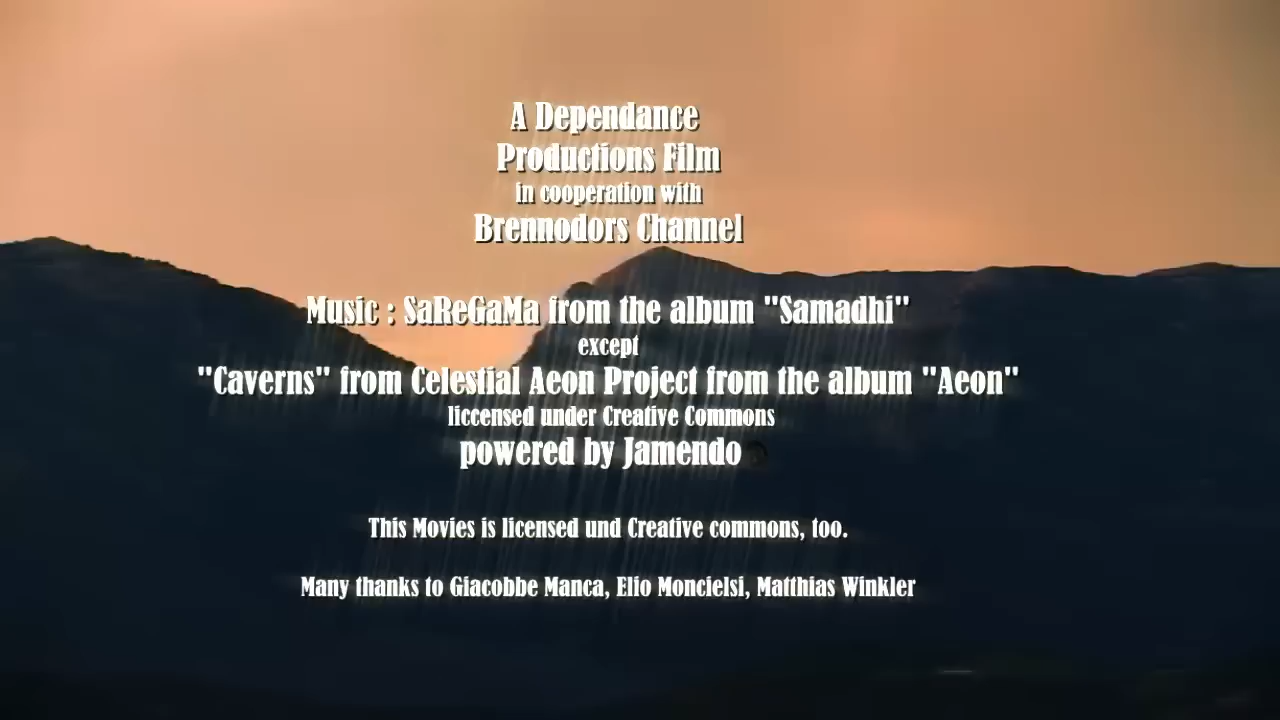 A Dependance
Productions Film
in cooperation with
Brennodors Channel
Music : SaReGaMa from the album "Samadhi"
except
"Caverns" from Celestial Aeon Project from the album "Aeon"
liccensed under Creative Commons
powered by Jamendo
This Movies is licensed und Creative commons, too.
Many thanks to Giacobbe Manca, Elio Moncielsi, Matthias Winkler